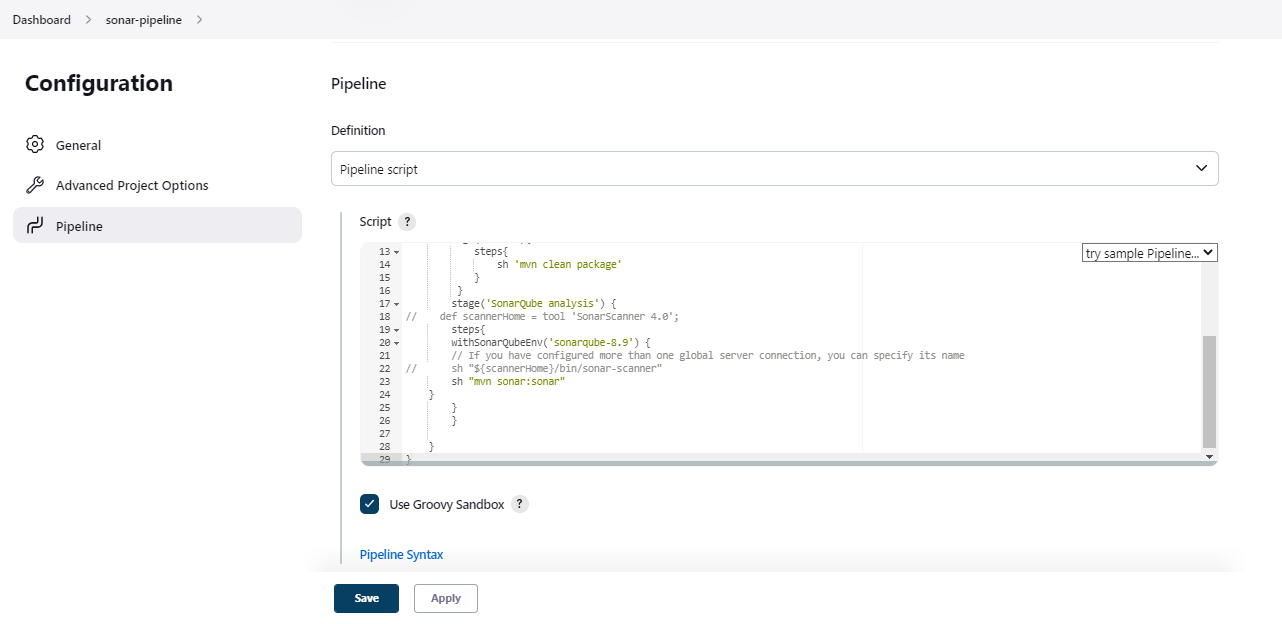 Dashboard > sonar-pipeline >
Configuration
General
Advanced Project Options
Pipeline
Pipeline
Definition
Pipeline script
Script ?
try sample Pipeline...
13 steps{
14 sh 'mvn clean package'
15 }
16 }
17 stage('SonarQube analysis') {
18 // def scannerHome = tool 'SonarScanner 4.0';
19 steps{
20 withSonarQubeEnv('sonarqube-8.9') {
21 // If you have configured more than one global server connection, you can specify its name
22 // sh "${scannerHome}/bin/sonar-scanner"
23 sh "mvn sonar:sonar"
24 }
25 }
26 }
27
28 }
29 }
Use Groovy Sandbox ?
Pipeline Syntax
Save
Apply